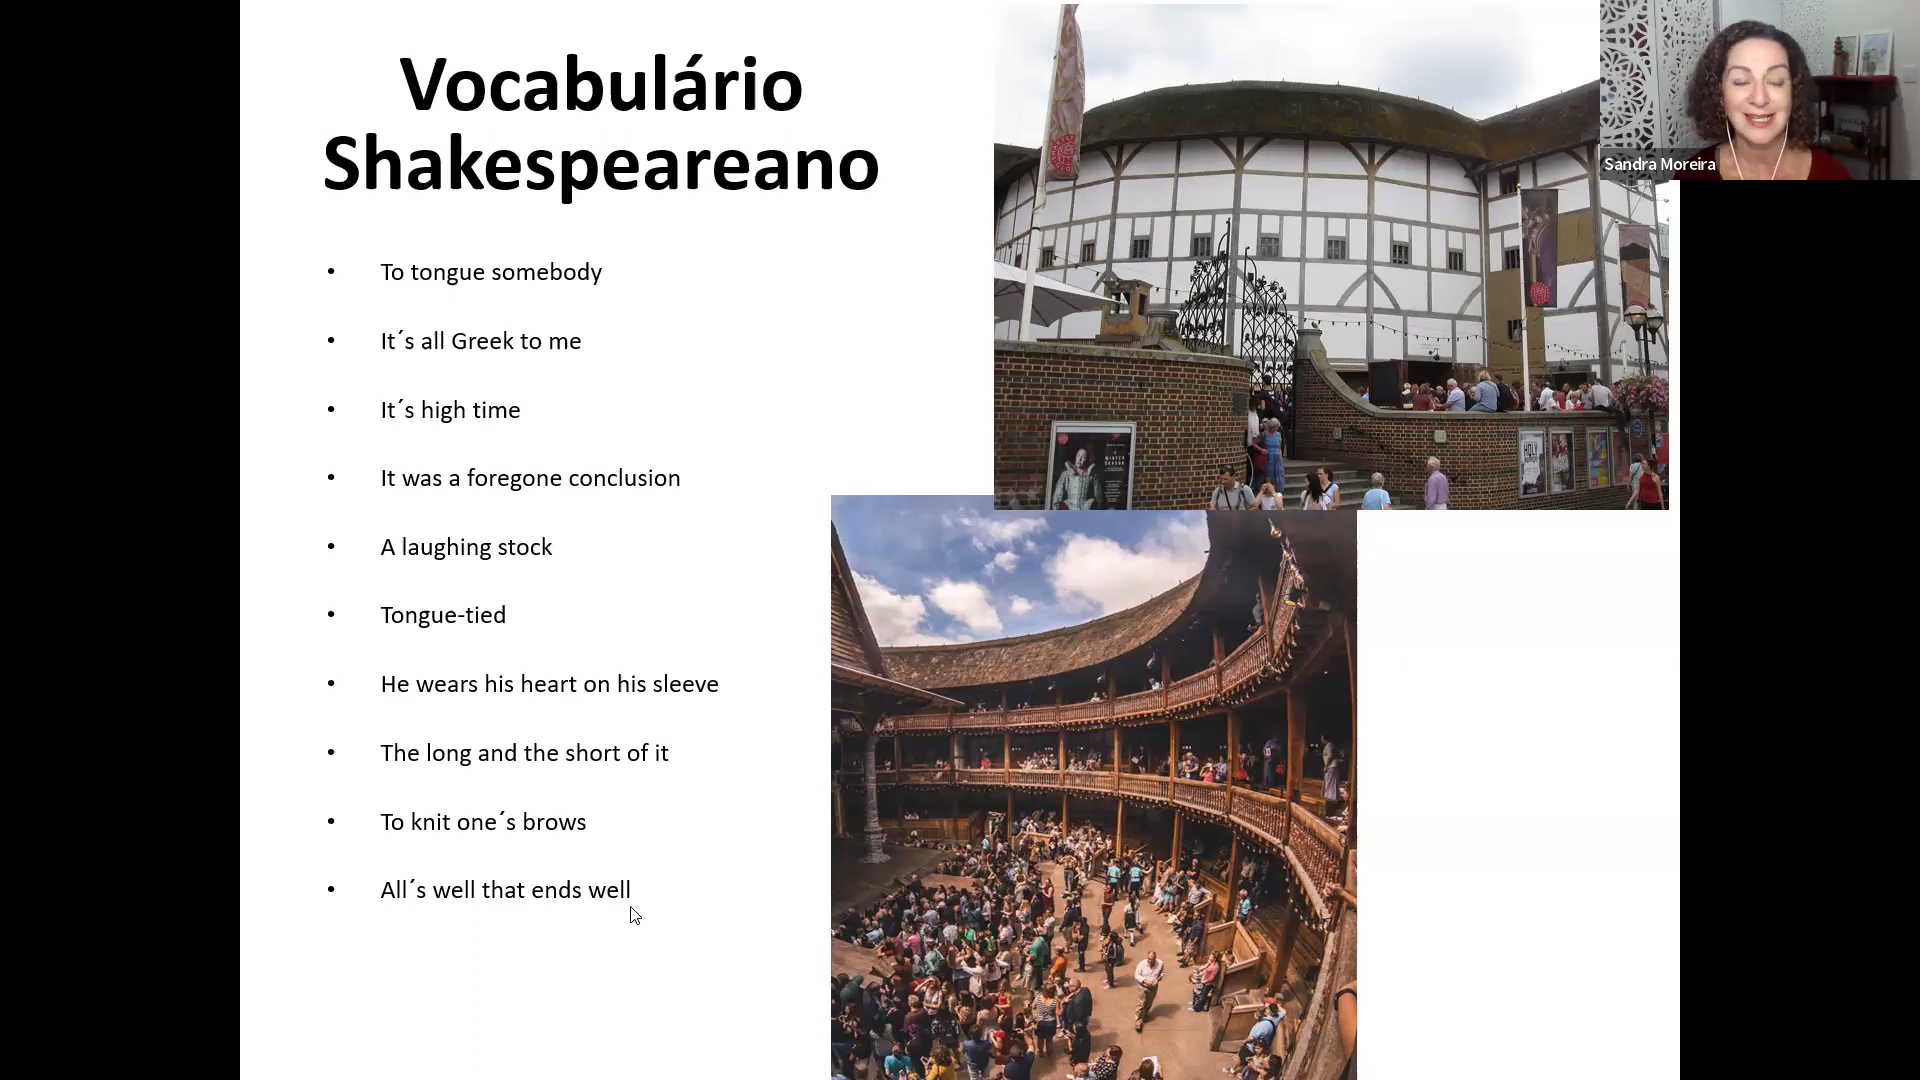 Vocabulário
Shakespeareano
• To tongue somebody
• It´s all Greek to me
• It´s high time
• It was a foregone conclusion
• A laughing stock
• Tongue-tied
• He wears his heart on his sleeve
• The long and the short of it
• To knit one´s brows
• All´s well that ends well
Sandra Moreira
HOLY